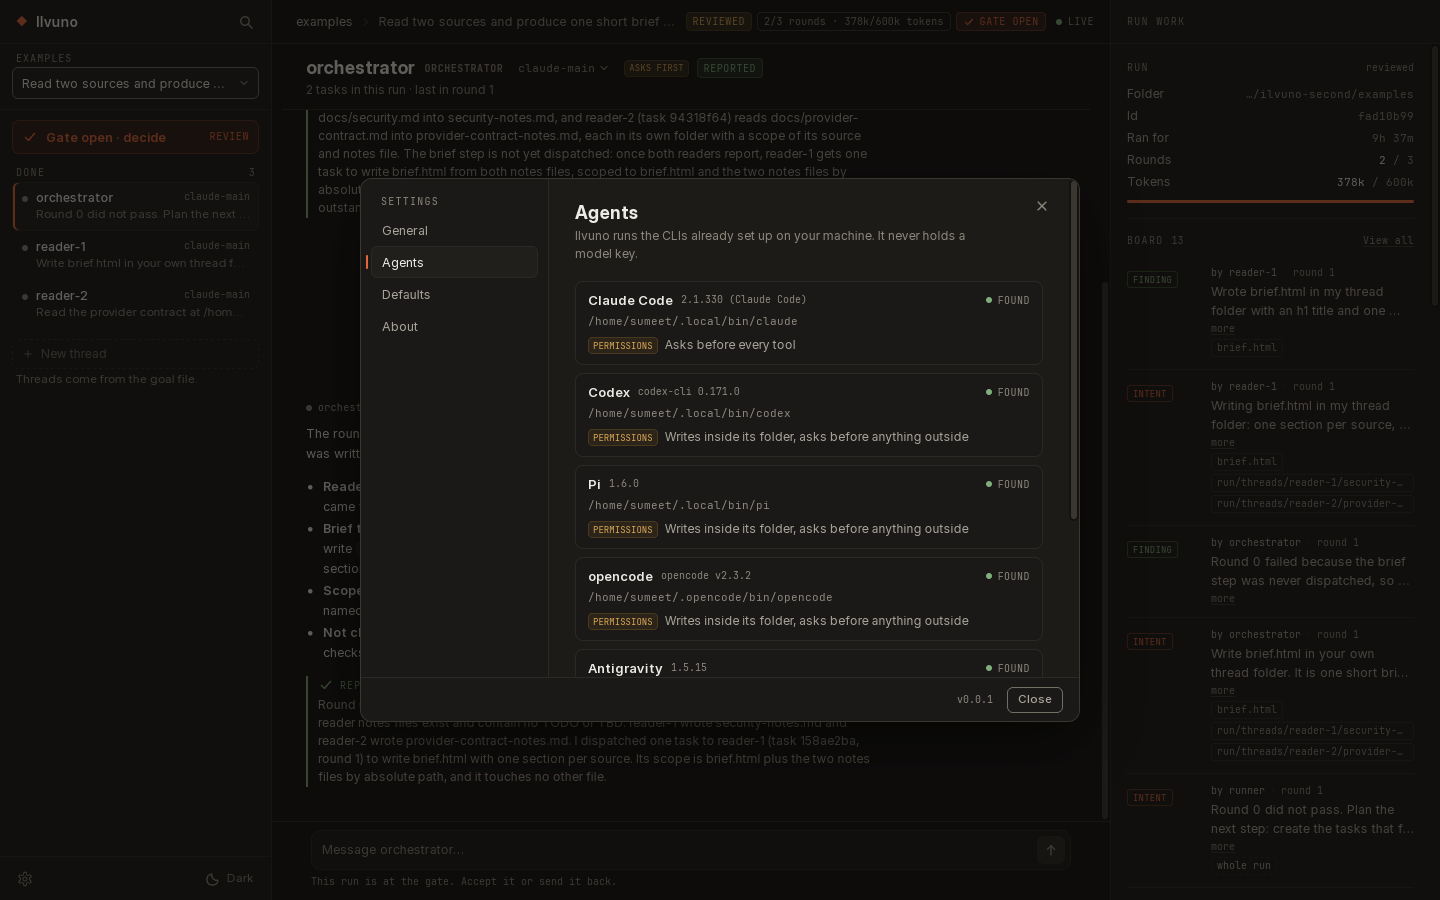 Ilvuno
EXAMPLES
Read two sources and produce ...
Gate open · decide REVIEW
DONE 3
orchestrator claude-main
Round 0 did not pass. Plan the next ...
reader-1 claude-main
Write brief.html in your own thread f...
reader-2 claude-main
Read the provider contract at /hom...
+ New thread
Threads come from the goal file.
Dark
examples > Read two sources and produce one short brief ... REVIEWED 2/3 rounds · 378k/600k tokens GATE OPEN LIVE
orchestrator ORCHESTRATOR claude-main ASKS FIRST REPORTED
2 tasks in this run · last in round 1
docs/security.md into security-notes.md, and reader-2 (task 94318f64) reads docs/provider-
contract.md into provider-contract-notes.md, each in its own folder with a scope of its source
and notes file. The brief step is not yet dispatched: once both readers report, reader-1 gets one
task to write brief.html from both notes files, scoped to brief.html and the two notes files by
absolut
outstan
orchest
The roun
was writt
• Reade
came
• Brief t
write
sectio
• Scope
named
• Not c
checks
REP
Round
reader notes files exist and contain no TODO or TBD. reader-1 wrote security-notes.md and
reader-2 wrote provider-contract-notes.md. I dispatched one task to reader-1 (task 158ae2ba,
round 1) to write brief.html with one section per source. Its scope is brief.html plus the two notes
files by absolute path, and it touches no other file.
Message orchestrator...
This run is at the gate. Accept it or send it back.
SETTINGS
General
Agents
Defaults
About
Agents
Ilvuno runs the CLIs already set up on your machine. It never holds a
model key.
Claude Code 2.1.330 (Claude Code) FOUND
/home/sumeet/.local/bin/claude
PERMISSIONS Asks before every tool
Codex codex-cli 0.171.0 FOUND
/home/sumeet/.local/bin/codex
PERMISSIONS Writes inside its folder, asks before anything outside
Pi 1.6.0 FOUND
/home/sumeet/.local/bin/pi
PERMISSIONS Writes inside its folder, asks before anything outside
opencode opencode v2.3.2 FOUND
/home/sumeet/.opencode/bin/opencode
PERMISSIONS Writes inside its folder, asks before anything outside
Antigravity 1.5.15 FOUND
v0.0.1 Close
RUN WORK
RUN reviewed
Folder …/ilvuno-second/examples
Id fad10b99
Ran for 9h 37m
Rounds 2 / 3
Tokens 378k / 600k
BOARD 13 View all
FINDING by reader-1 · round 1
Wrote brief.html in my thread
folder with an h1 title and one ...
more
brief.html
INTENT by reader-1 · round 1
Writing brief.html in my thread
folder: one section per source, ...
more
brief.html
run/threads/reader-1/security-…
run/threads/reader-2/provider-…
FINDING by orchestrator · round 1
Round 0 failed because the brief
step was never dispatched, so ...
more
INTENT by orchestrator · round 1
Write brief.html in your own
thread folder. It is one short bri...
more
brief.html
run/threads/reader-1/security-…
run/threads/reader-2/provider-…
INTENT by runner · round 1
Round 0 did not pass. Plan the
next step: create the tasks that f...
more
whole run